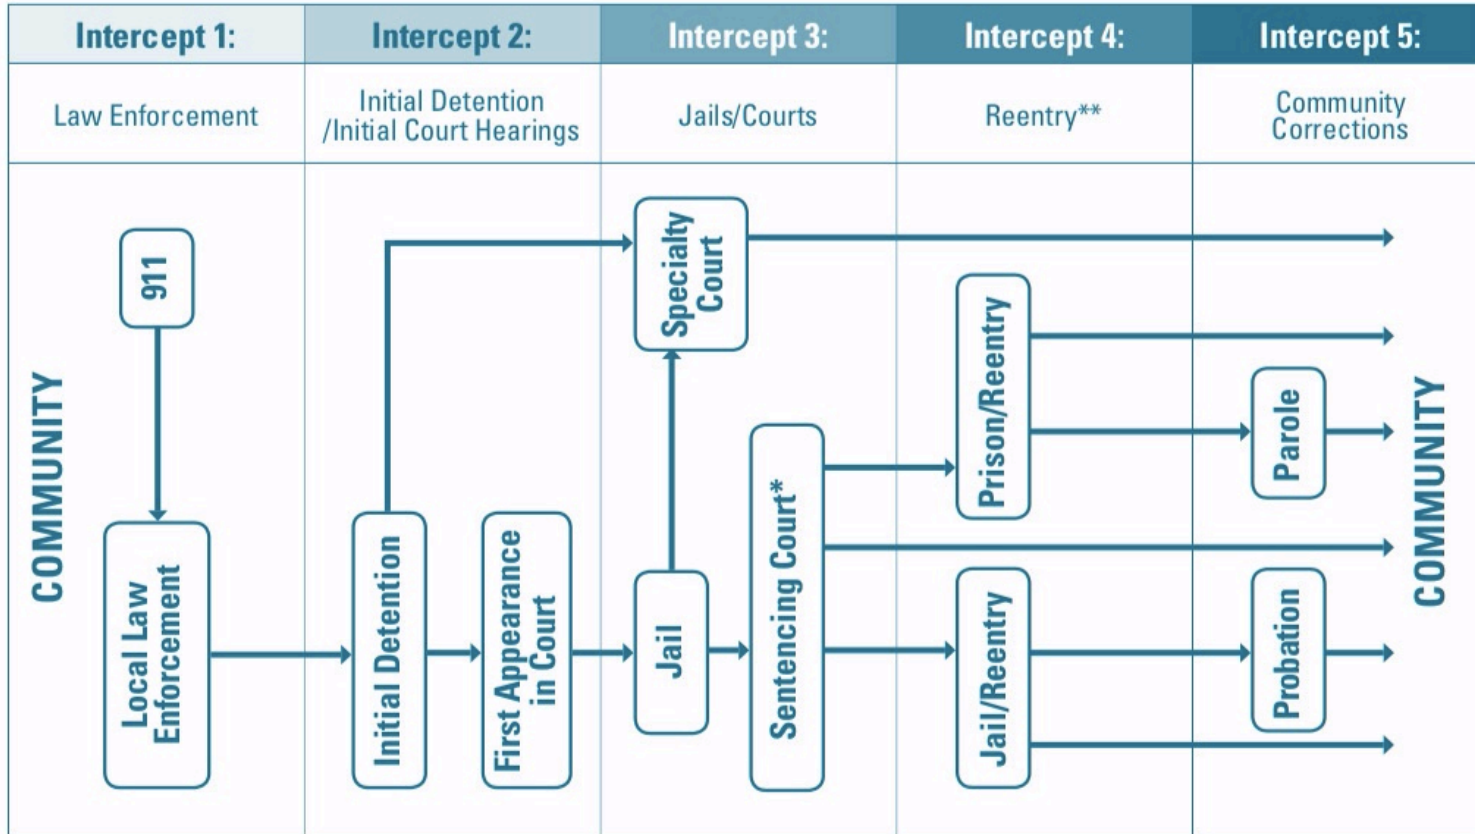 Intercept 1:
Intercept 2:
Intercept 3:
Intercept 4:
Intercept 5:
Law Enforcement
Initial Detention
/Initial Court Hearings
Jails/Courts
Reentry**
Community
Corrections
COMMUNITY
911
Local Law
Enforcement
Initial Detention
First Appearance
in Court
Specialty
Court
Jail
Sentencing Court*
Prison/Reentry
Jail/Reentry
Parole
Probation
COMMUNITY